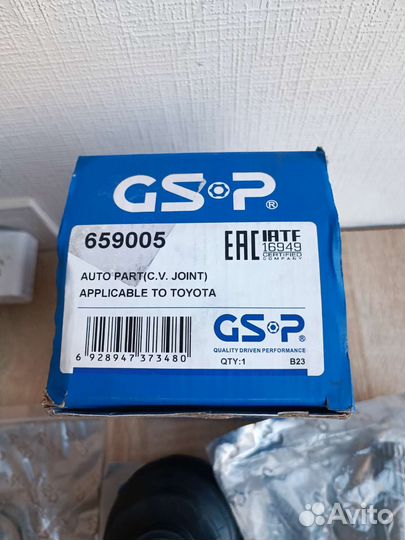 GSP®
659005
EAC IATF
16949
CERTIFIED
COMPANY
AUTO PART(C.V. JOINT)
APPLICABLE TO TOYOTA
6 928947 373480
GSP®
QUALITY DRIVEN PERFORMANCE
QTY:1 B23
Avito